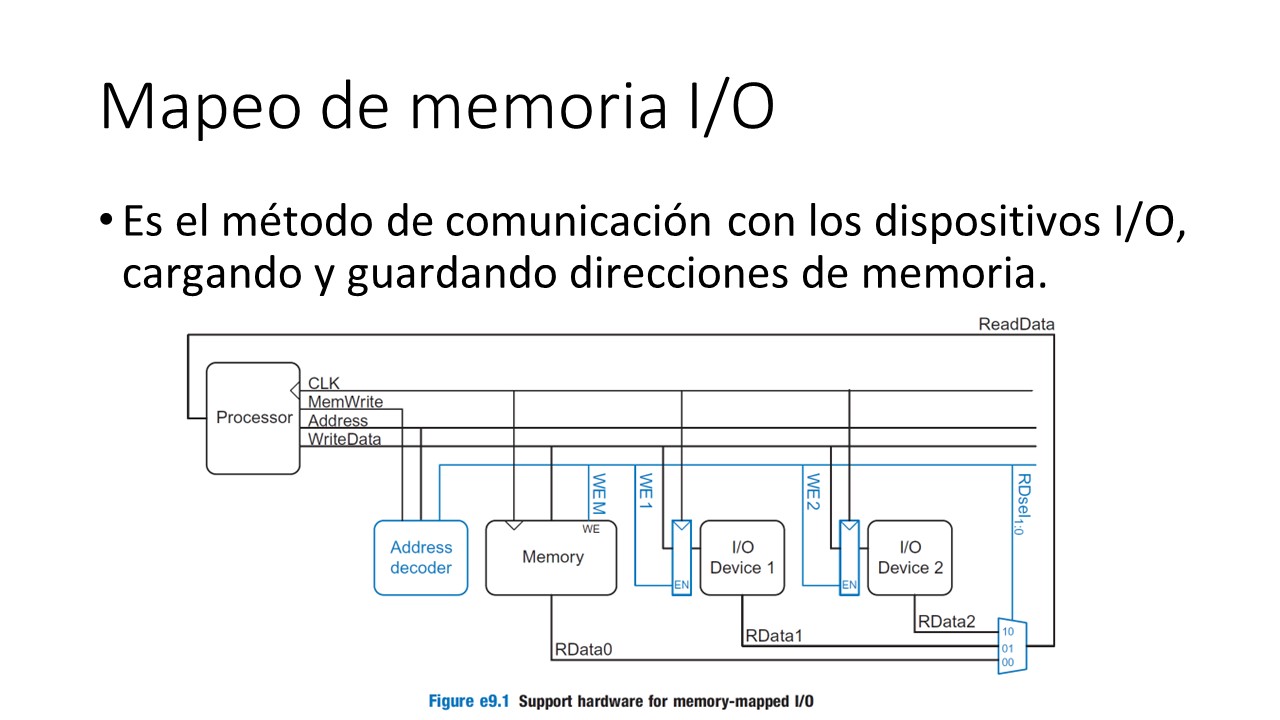 Mapeo de memoria I/O
• Es el método de comunicación con los dispositivos I/O,
cargando y guardando direcciones de memoria.
ReadData
CLK
MemWrite
Processor
Address
WriteData
WEM
WE1
WE2
RDsel1:0
WE
Address
decoder
Memory
I/O
Device 1
I/O
Device 2
EN
EN
RData2
10
RData1
01
RData0
00
Figure e9.1 Support hardware for memory-mapped I/O